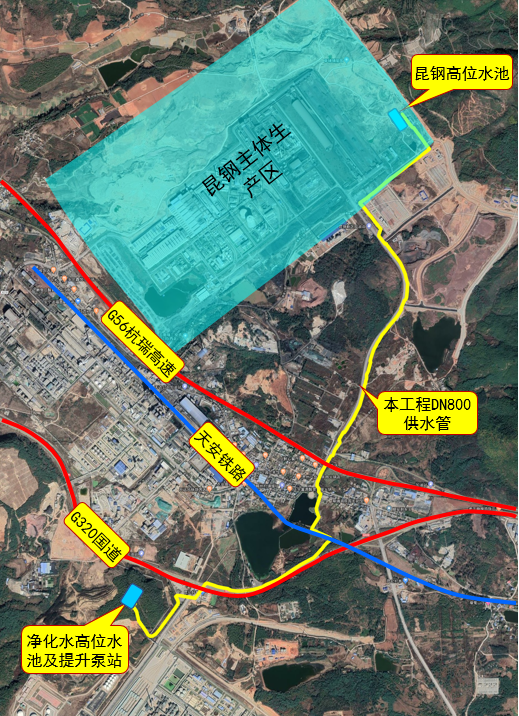 昆钢高位水池
昆钢主体生
产区
G56杭瑞高速
本工程DN800
供水管
天安铁路
G320国道
净化水高位水
池及提升泵站